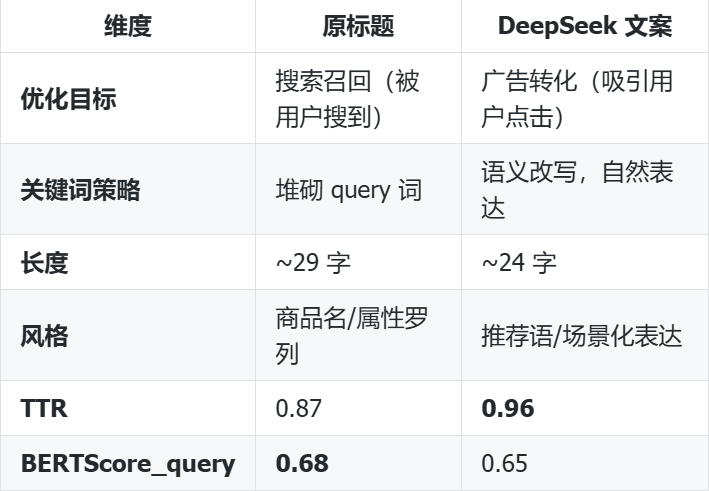 维度 原标题 DeepSeek 文案
优化目标 搜索召回（被用户搜到） 广告转化（吸引用户点击）
关键词策略 堆砌 query 词 语义改写，自然表达
长度 ~29 字 ~24 字
风格 商品名/属性罗列 推荐语/场景化表达
TTR 0.87 0.96
BERTScore_query 0.68 0.65